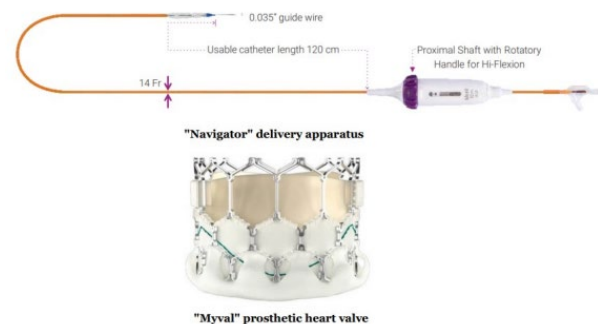 0.035" guide wire
Usable catheter length 120 cm
Proximal Shaft with Rotatory
Handle for Hi-Flexion
14 Fr
"Navigator" delivery apparatus
"Myval" prosthetic heart valve